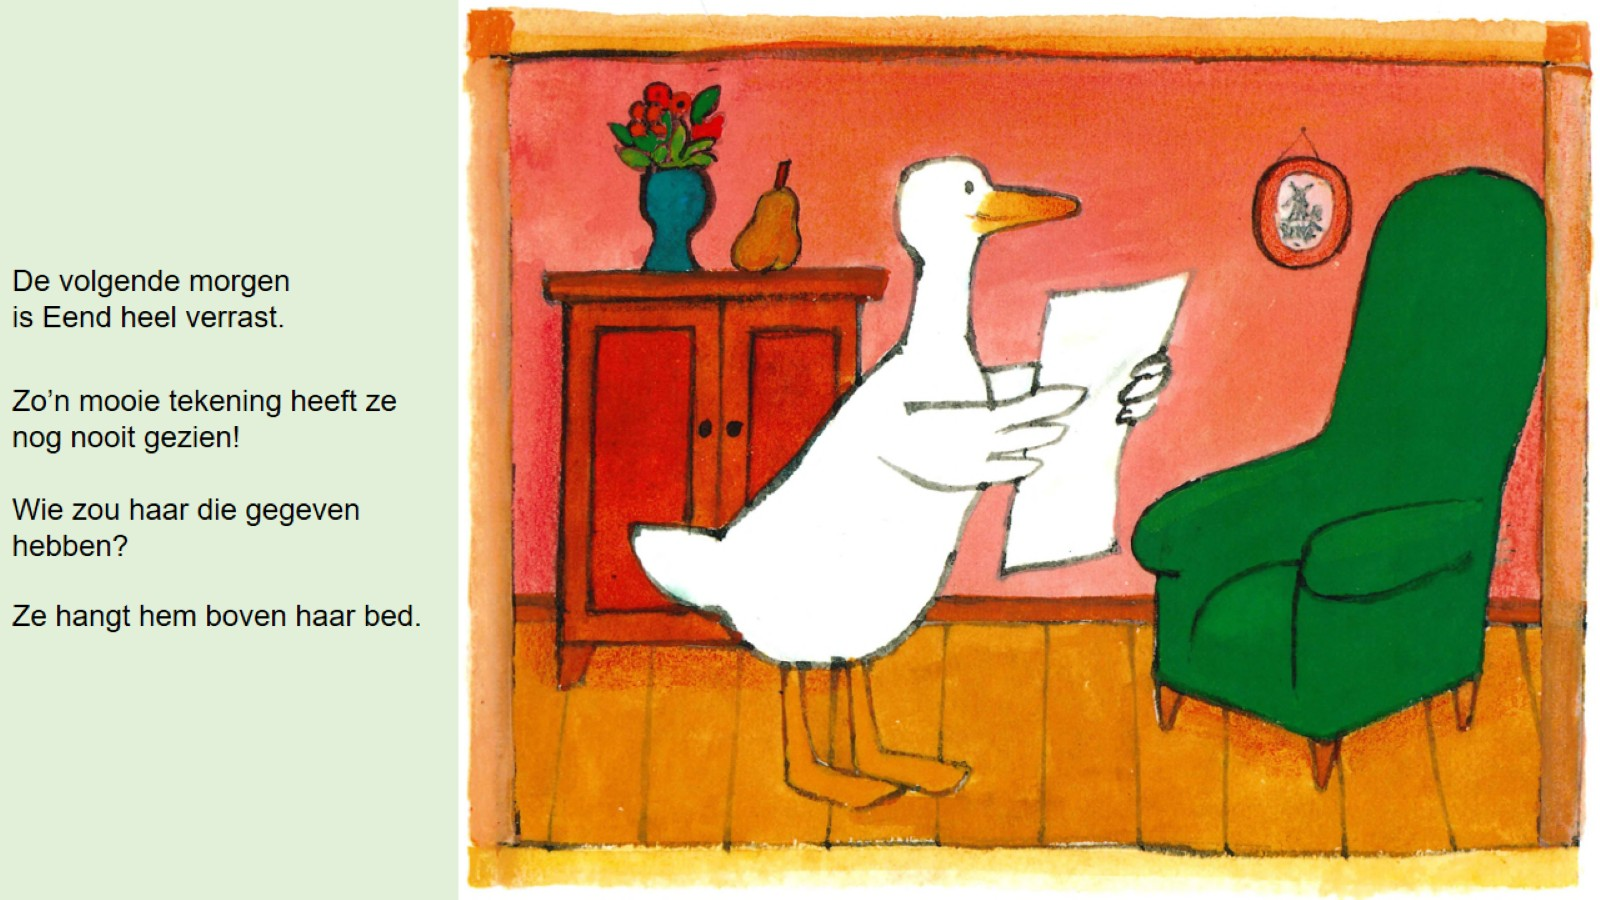 De volgende morgen
is Eend heel verrast.
Zo’n mooie tekening heeft ze
nog nooit gezien!
Wie zou haar die gegeven
hebben?
Ze hangt hem boven haar bed.